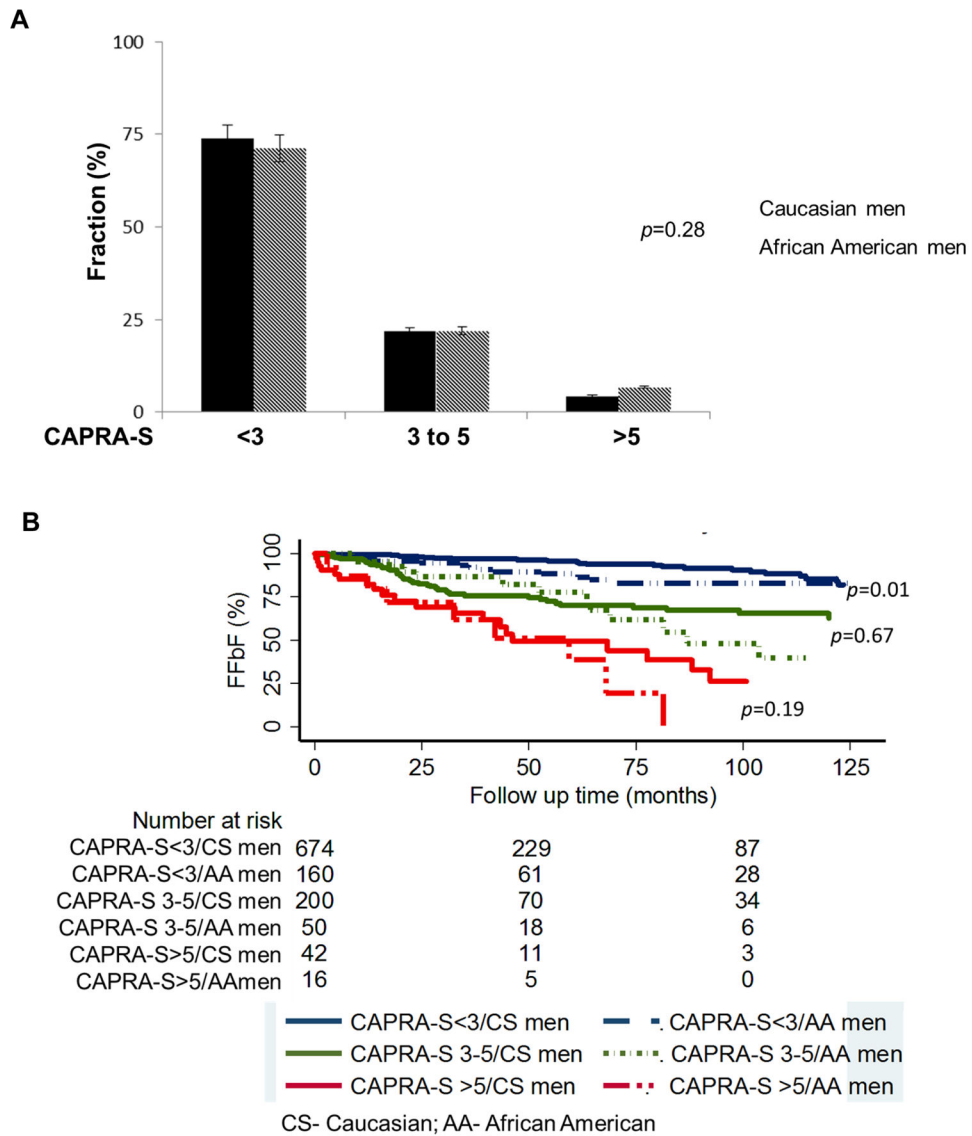 A
100
75
50
25
0
Fraction (%)
p=0.28
Caucasian men
African American men
CAPRA-S <3 3 to 5 >5
B
100
75
50
25
0
FFbF (%)
p=0.01
p=0.67
p=0.19
0 25 50 75 100 125
Follow up time (months)
Number at risk
CAPRA-S<3/CS men 674 229 87
CAPRA-S<3/AA men 160 61 28
CAPRA-S 3-5/CS men 200 70 34
CAPRA-S 3-5/AA men 50 18 6
CAPRA-S>5/CS men 42 11 3
CAPRA-S>5/AAmen 16 5 0
CAPRA-S<3/CS men CAPRA-S<3/AA men
CAPRA-S 3-5/CS men CAPRA-S 3-5/AA men
CAPRA-S >5/CS men CAPRA-S >5/AA men
CS- Caucasian; AA- African American